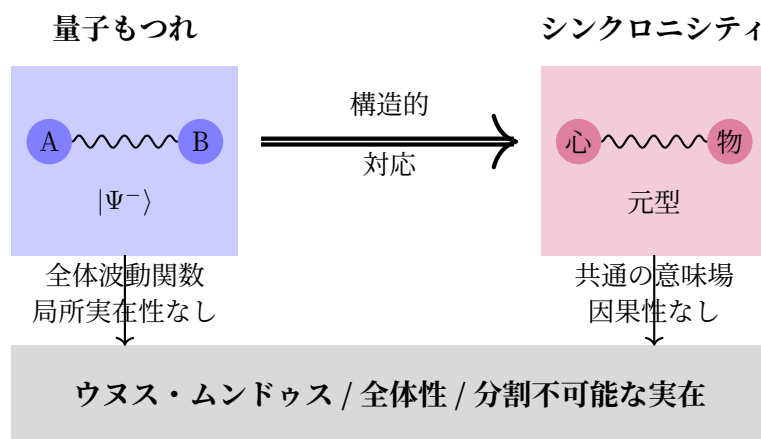 量子もつれ
シンクロニシティ
A
B
|Ψ⁻⟩
構造的
対応
心
物
元型
全体波動関数
局所実在性なし
共通の意味場
因果性なし
ウヌス・ムンドゥス / 全体性 / 分割不可能な実在